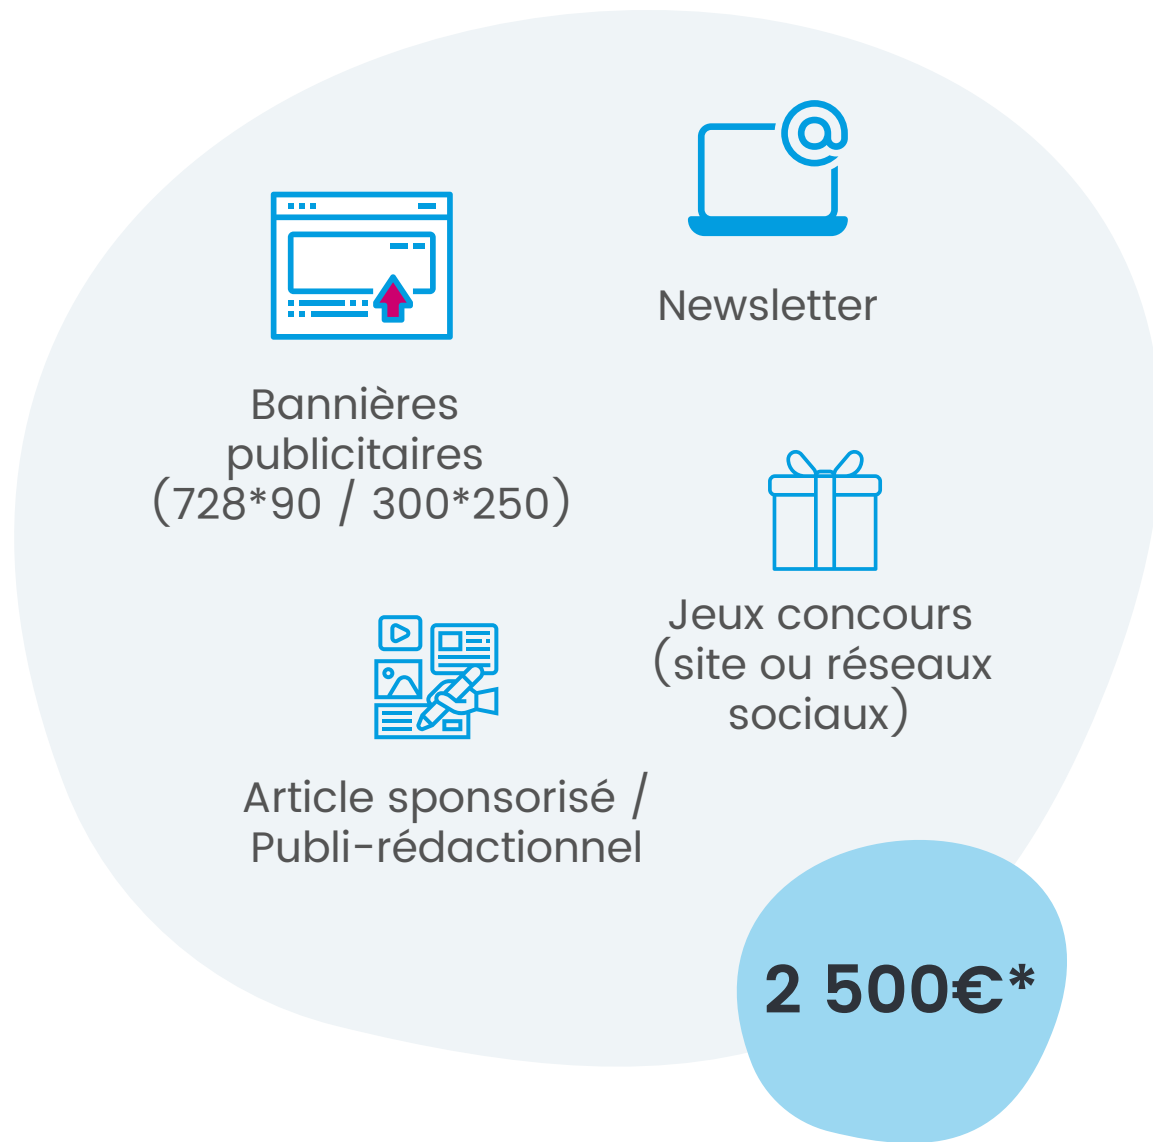 Newsletter
Bannières
publicitaires
(728*90 / 300*250)
Jeux concours
(site ou réseaux
sociaux)
Article sponsorisé /
Publi-rédactionnel
2 500€*